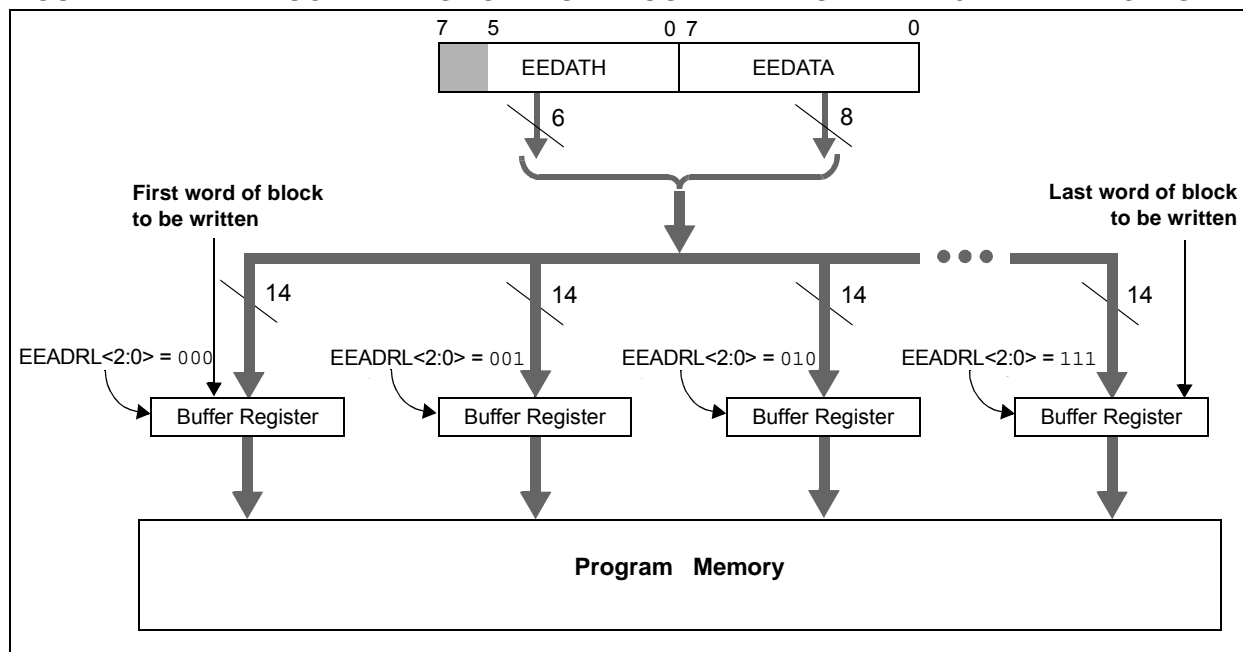 7 5 0 7 0
EEDATH EEDATA
6 8
First word of block
to be written
Last word of block
to be written
14 14 14 14
EEADRL<2:0> = 000 EEADRL<2:0> = 001 EEADRL<2:0> = 010 EEADRL<2:0> = 111
Buffer Register Buffer Register Buffer Register Buffer Register
Program Memory